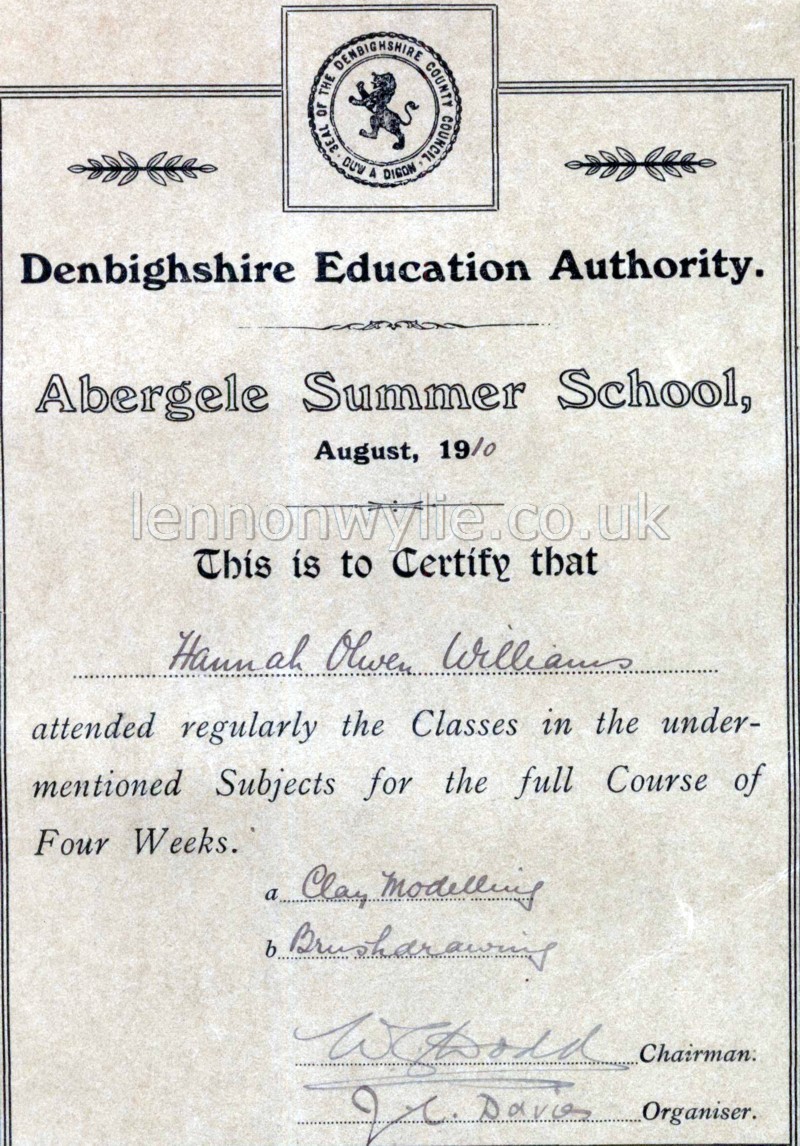 SEAL OF THE DENBIGHSHIRE COUNTY COUNCIL.
DUW A DIGON
Denbighshire Education Authority.
Abergele Summer School,
August, 1910
lennonwylie.co.uk
This is to Certify that
Hannah Olwen Williams
attended regularly the Classes in the under-
mentioned Subjects for the full Course of
Four Weeks.
a Clay Modelling
b Brushdrawing
Dodd Chairman.
J. C. Davies Organiser.